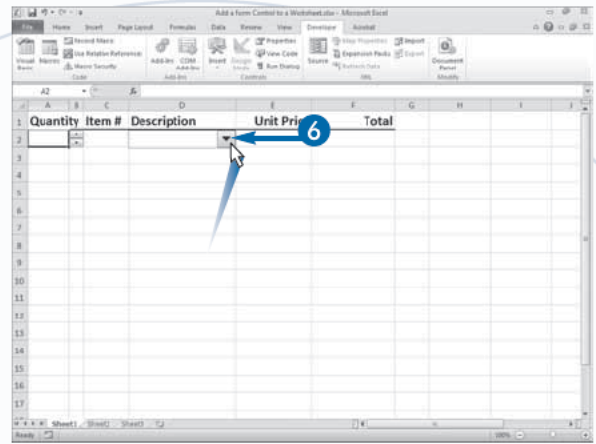 Add a Form Control to a Worksheet.xlsx - Microsoft Excel
File Home Insert Page Layout Formulas Data Review View Developer Acrobat
Visual Basic Macros Record Macro Use Relative References Macro Security
Add-Ins COM Add-Ins
Insert Design Mode Properties View Code Run Dialog
Source Map Properties Expansion Packs Refresh Data Import Export
Document Panel
Code Add-Ins Controls XML Modify
A2 fx
A B C D E F G H I J
1 Quantity Item # Description Unit Pric Total
2
6
3
4
5
6
7
8
9
10
11
12
13
14
15
16
17
Sheet1 Sheet2 Sheet3
Ready 100%